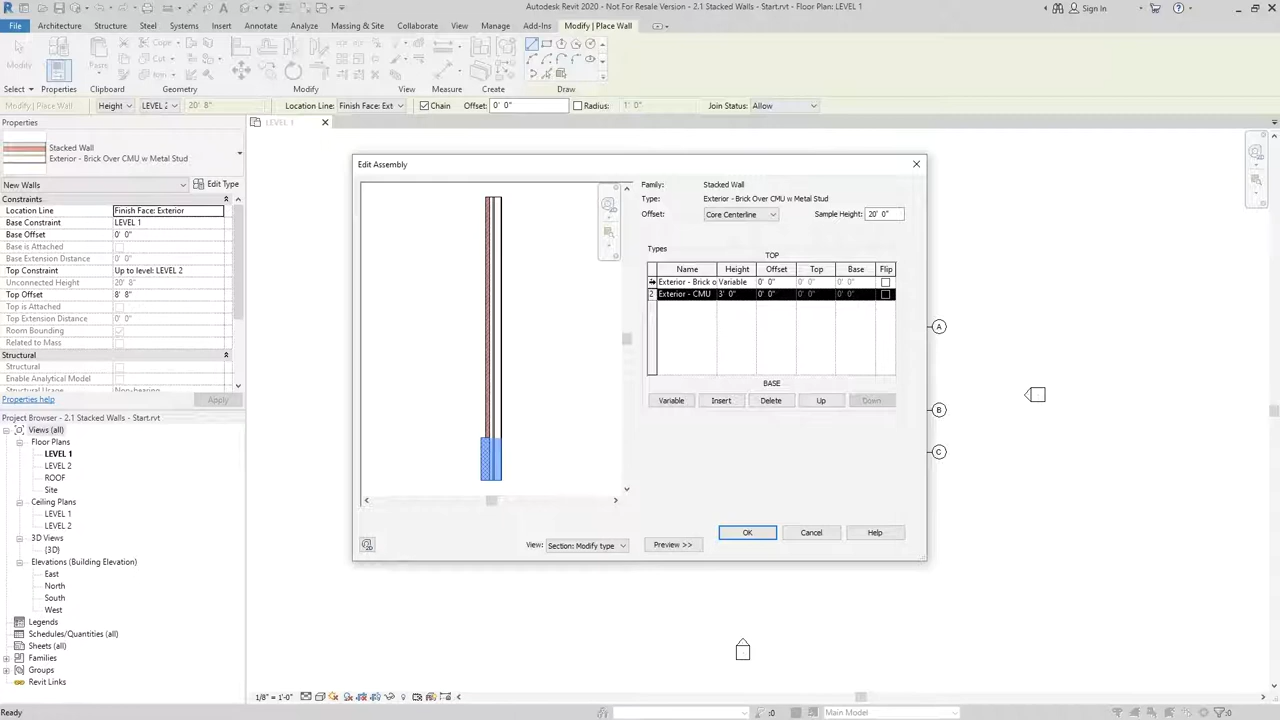 Autodesk Revit 2020 - Not For Resale Version - 2.1 Stacked Walls - Start.rvt - Floor Plan: LEVEL 1
Sign In
File Architecture Structure Steel Systems Insert Annotate Analyze Massing & Site Collaborate View Manage Add-Ins Modify | Place Wall
Modify
Paste
Cope
Cut
Join
Select Properties Clipboard Geometry Modify View Measure Create Draw
Modify | Place Wall Height LEVEL 20' 8" Location Line: Finish Face: Ext Chain Offset: 0' 0" Radius: 1' 0" Join Status: Allow
Properties
LEVEL 1
Stacked Wall
Exterior - Brick Over CMU w Metal Stud
New Walls Edit Type
Constraints
Location Line Finish Face: Exterior
Base Constraint LEVEL 1
Base Offset 0' 0"
Base is Attached
Base Extension Distance 0' 0"
Top Constraint Up to level: LEVEL 2
Unconnected Height 20' 8"
Top Offset 8' 8"
Top is Attached
Top Extension Distance 0' 0"
Room Bounding
Related to Mass
Structural
Structural
Enable Analytical Model
Structural Usage Non-bearing
Properties help Apply
Project Browser - 2.1 Stacked Walls - Start.rvt
Views (all)
Floor Plans
LEVEL 1
LEVEL 2
ROOF
Site
Ceiling Plans
LEVEL 1
LEVEL 2
3D Views
{3D}
Elevations (Building Elevation)
East
North
South
West
Legends
Schedules/Quantities (all)
Sheets (all)
Families
Groups
Revit Links
Edit Assembly
Family: Stacked Wall
Type: Exterior - Brick Over CMU w Metal Stud
Offset: Core Centerline Sample Height: 20' 0"
Types
TOP
Name Height Offset Top Base Flip
Exterior - Brick o Variable 0' 0" 0' 0" 0' 0"
2 Exterior - CMU 3' 0" 0' 0" 0' 0" 0' 0"
BASE
Variable Insert Delete Up Down
OK Cancel Help
View: Section: Modify type Preview >>
A
B
C
1/8" = 1'-0"
Ready
:0 Main Model :0